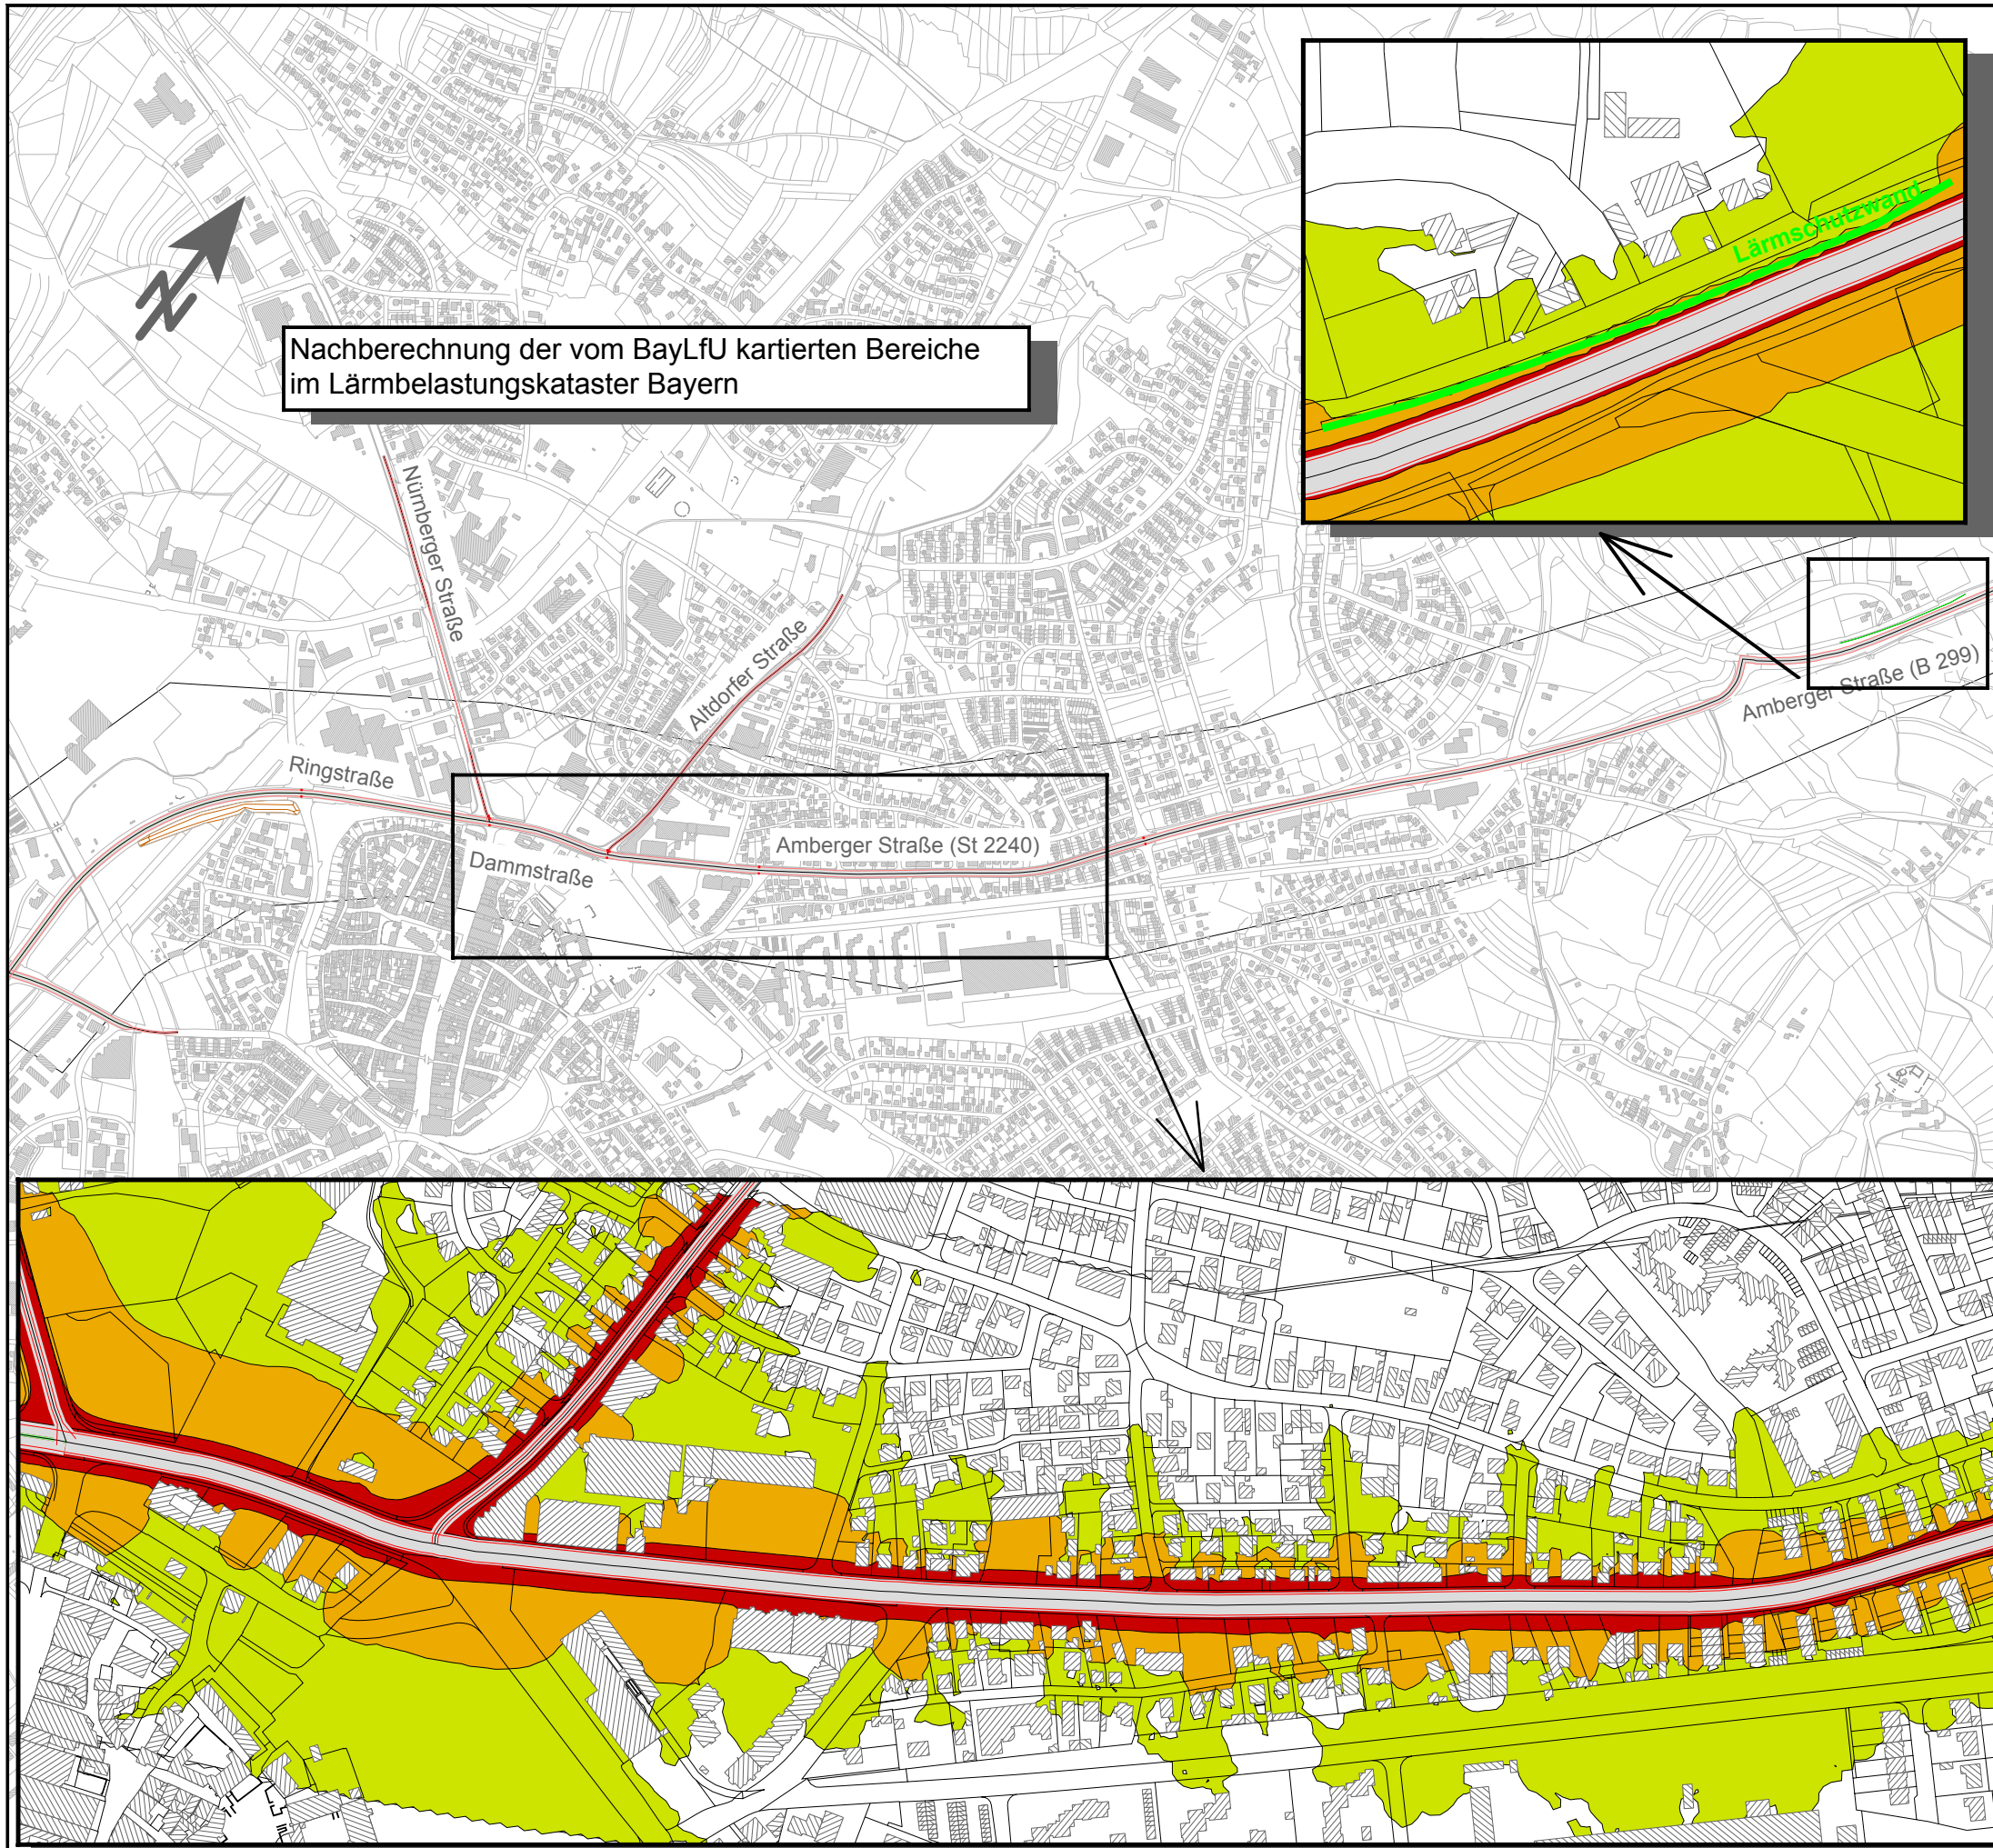 Nachberechnung der vom BayLfU kartierten Bereiche
im Lärmbelastungskataster Bayern
Lärmschutzwand
Nürnberger Straße
Altdorfer Straße
Amberger Straße (B 299)
Ringstraße
Amberger Straße (St 2240)
Dammstraße